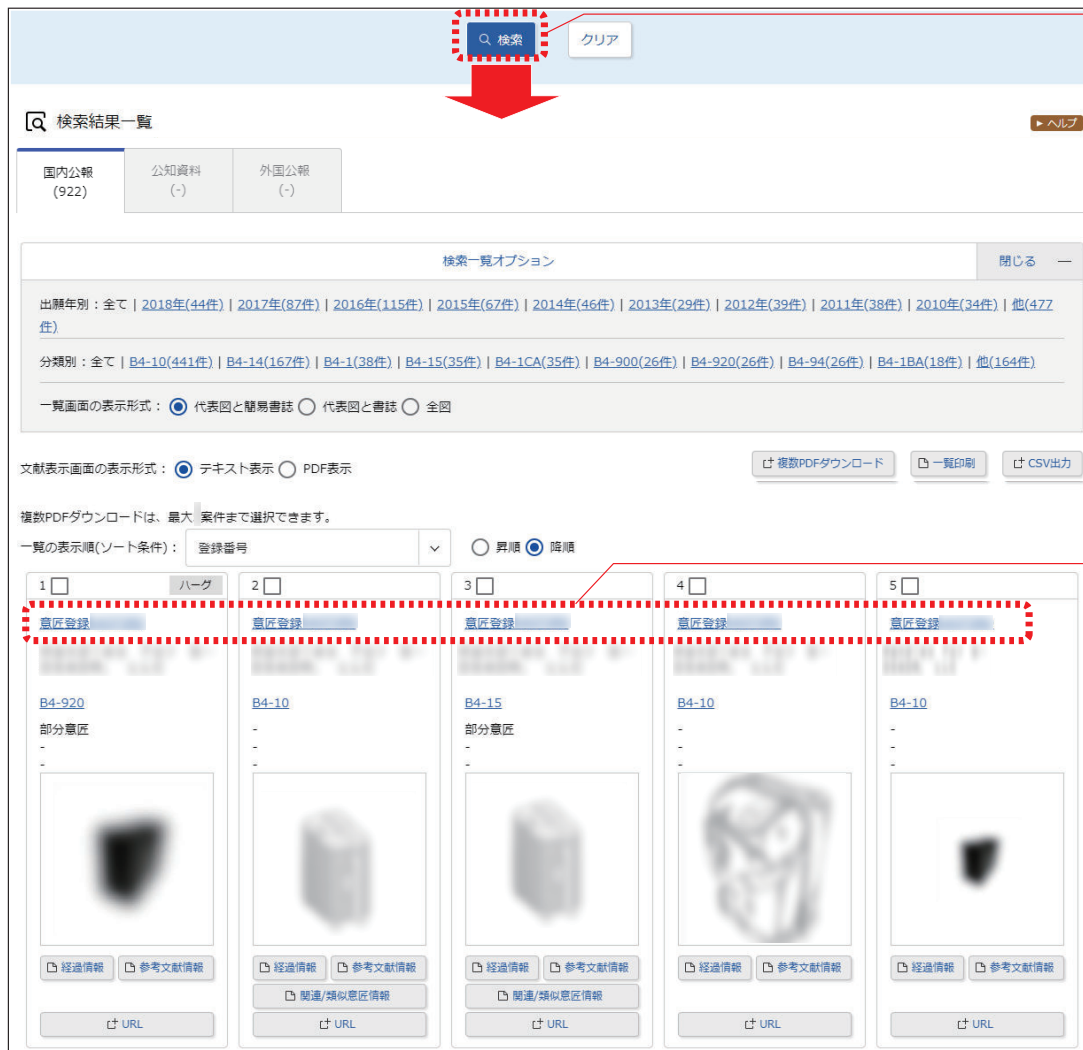 検索 クリア
検索結果一覧 ▶ ヘルプ
国内公報 公知資料 外国公報
(922) (-) (-)
検索一覧オプション 閉じる —
出願年別:全て | 2018年(44件) | 2017年(87件) | 2016年(115件) | 2015年(67件) | 2014年(46件) | 2013年(29件) | 2012年(39件) | 2011年(38件) | 2010年(34件) | 他(477
件)
分類別:全て | B4-10(441件) | B4-14(167件) | B4-1(38件) | B4-15(35件) | B4-1CA(35件) | B4-900(26件) | B4-920(26件) | B4-94(26件) | B4-1BA(18件) | 他(164件)
一覧画面の表示形式: 代表図と簡易書誌 代表図と書誌 全図
文献表示画面の表示形式: テキスト表示 PDF表示 複数PDFダウンロード 一覧印刷 CSV出力
複数PDFダウンロードは、最大 案件まで選択できます。
一覧の表示順(ソート条件): 登録番号 昇順 降順
1 ハーグ 2 3 4 5
意匠登録 意匠登録 意匠登録 意匠登録 意匠登録
B4-920 B4-10 B4-15 B4-10 B4-10
部分意匠 - 部分意匠 - -
- - - - -
- - - - -
経過情報 参考文献情報 経過情報 参考文献情報 経過情報 参考文献情報 経過情報 参考文献情報 経過情報 参考文献情報
関連/類似意匠情報 関連/類似意匠情報
URL URL URL URL URL